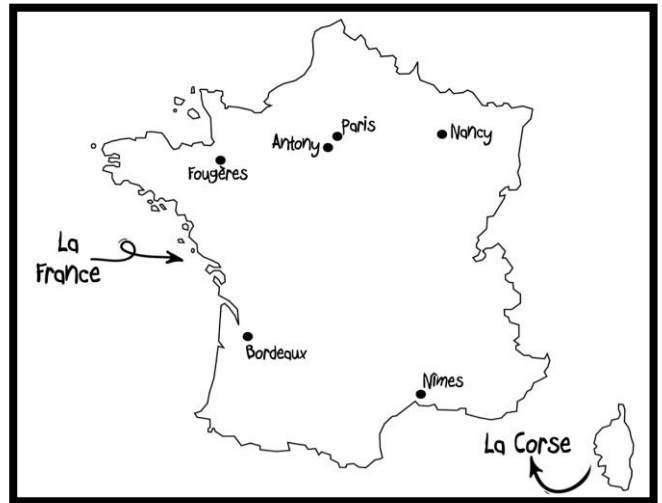 Paris
Nancy
Antony
Fougères
La
France
Bordeaux
Nîmes
La Corse